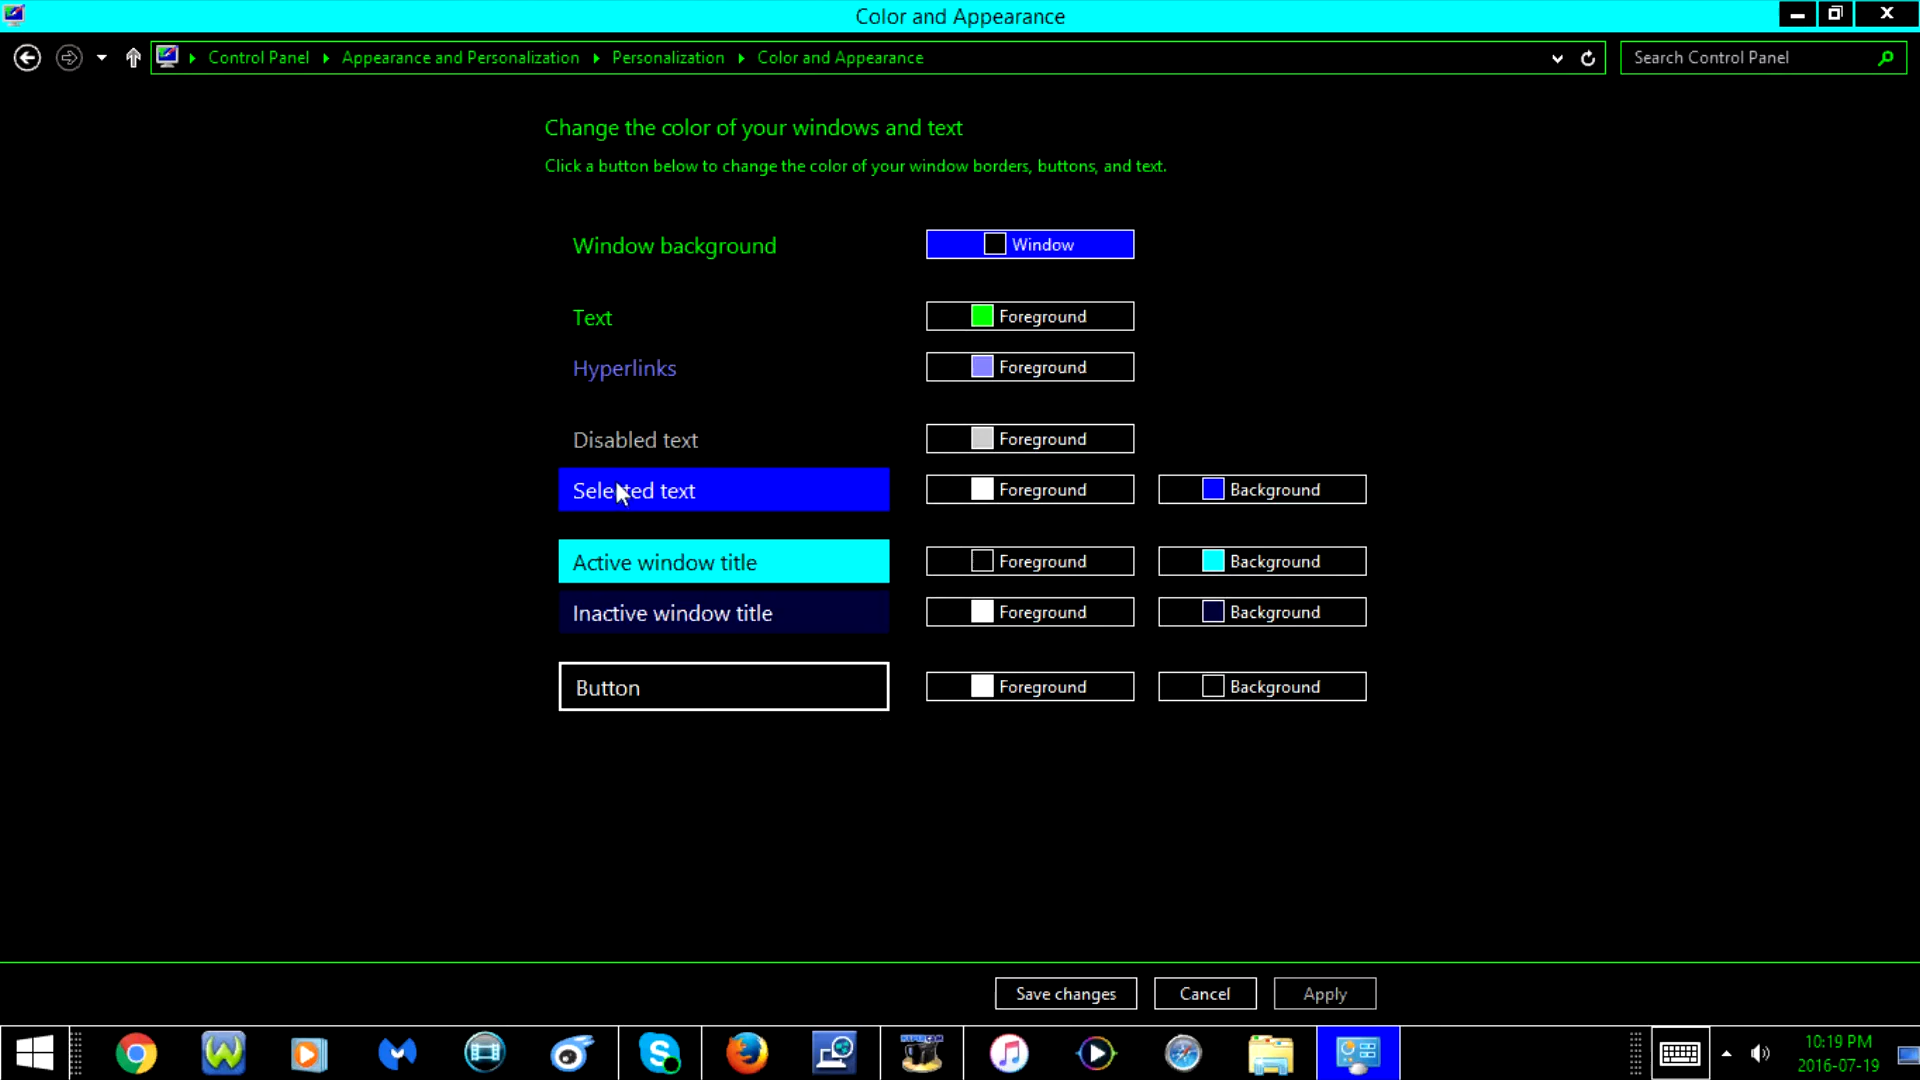 Color and Appearance
Control Panel Appearance and Personalization Personalization Color and Appearance
Search Control Panel
Change the color of your windows and text
Click a button below to change the color of your window borders, buttons, and text.
Window background Window
Text Foreground
Hyperlinks Foreground
Disabled text Foreground
Selected text Foreground Background
Active window title Foreground Background
Inactive window title Foreground Background
Button Foreground Background
Save changes Cancel Apply
10:19 PM
2016-07-19